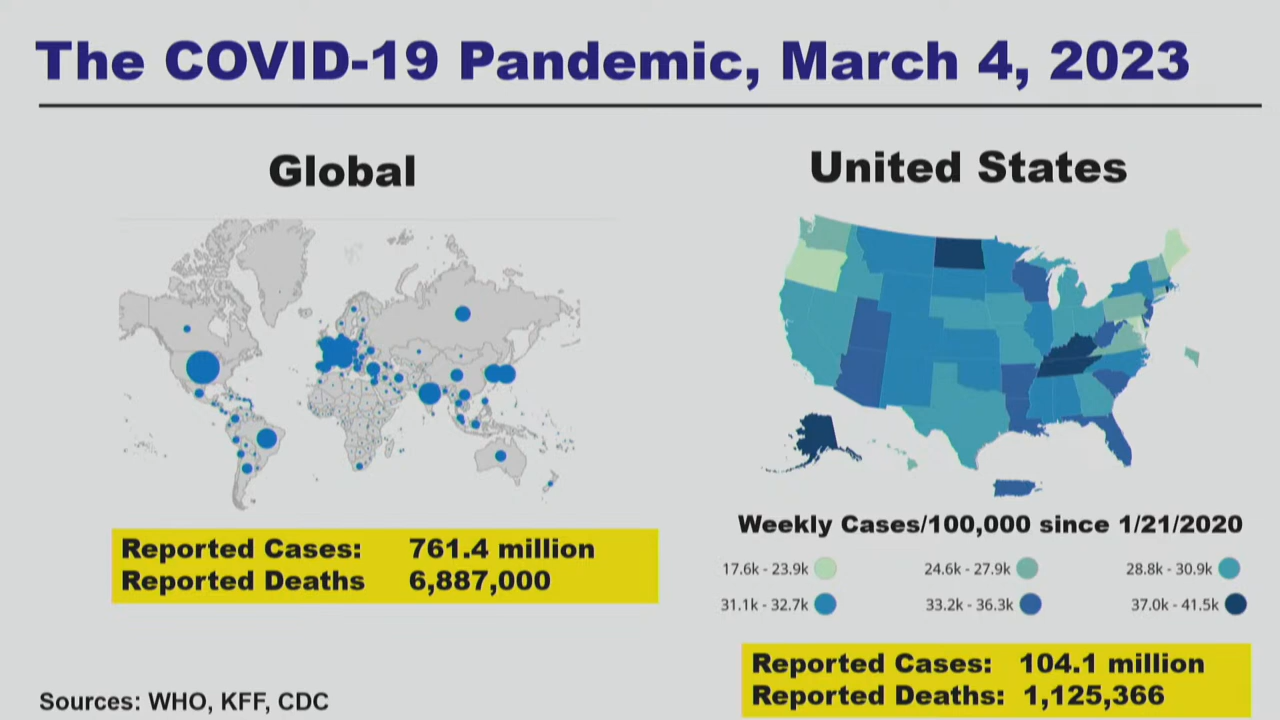 The COVID-19 Pandemic, March 4, 2023
Global
United States
Reported Cases: 761.4 million
Reported Deaths 6,887,000
Weekly Cases/100,000 since 1/21/2020
17.6k - 23.9k 24.6k - 27.9k 28.8k - 30.9k
31.1k - 32.7k 33.2k - 36.3k 37.0k - 41.5k
Reported Cases: 104.1 million
Reported Deaths: 1,125,366
Sources: WHO, KFF, CDC